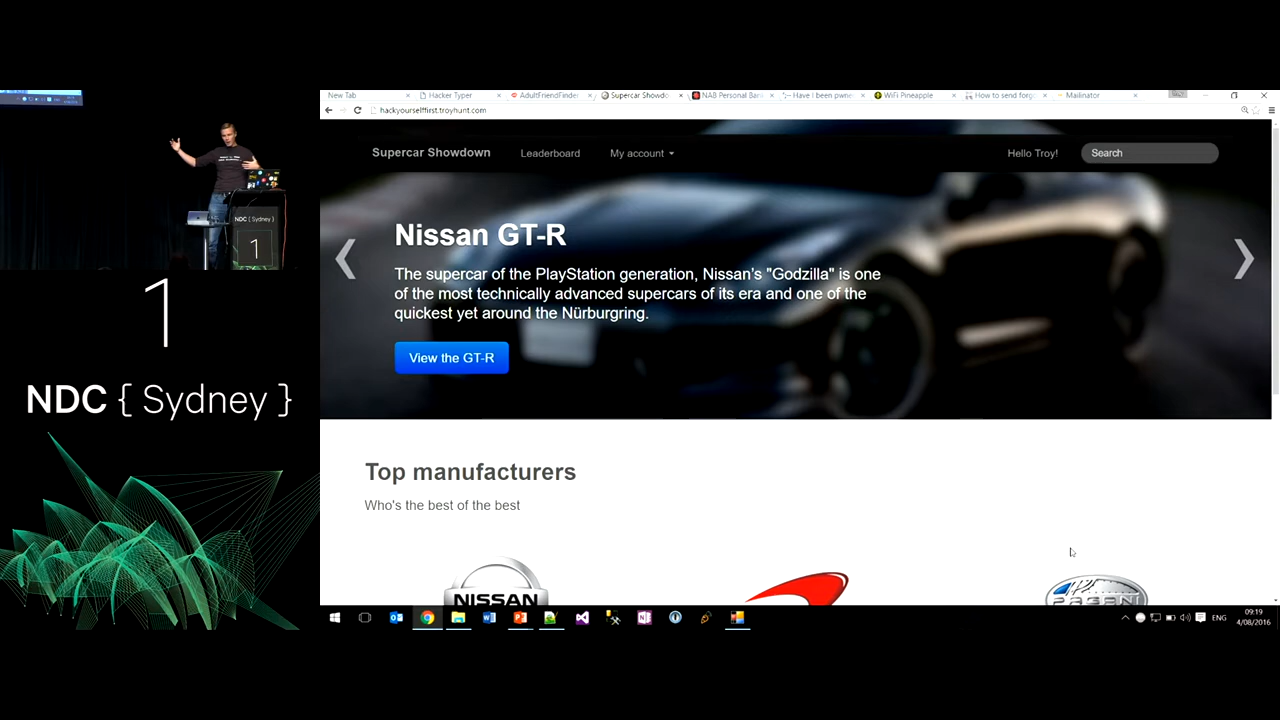 New Tab
Hacker Typer
AdultFriendFinder
Supercar Showdo
NAB Personal Ban
Have I been pwne
WiFi Pineapple
How to send forg
Mailinator
hackyourselffirst.troyhunt.com
Supercar Showdown
Leaderboard
My account
Hello Troy!
Search
Nissan GT-R
The supercar of the PlayStation generation, Nissan's "Godzilla" is one
of the most technically advanced supercars of its era and one of the
quickest yet around the Nürburgring.
View the GT-R
Top manufacturers
Who's the best of the best
NISSAN
PAGANI
ENG
09:19
4/08/2016
NDC { Sydney }
1
1
NDC { Sydney }